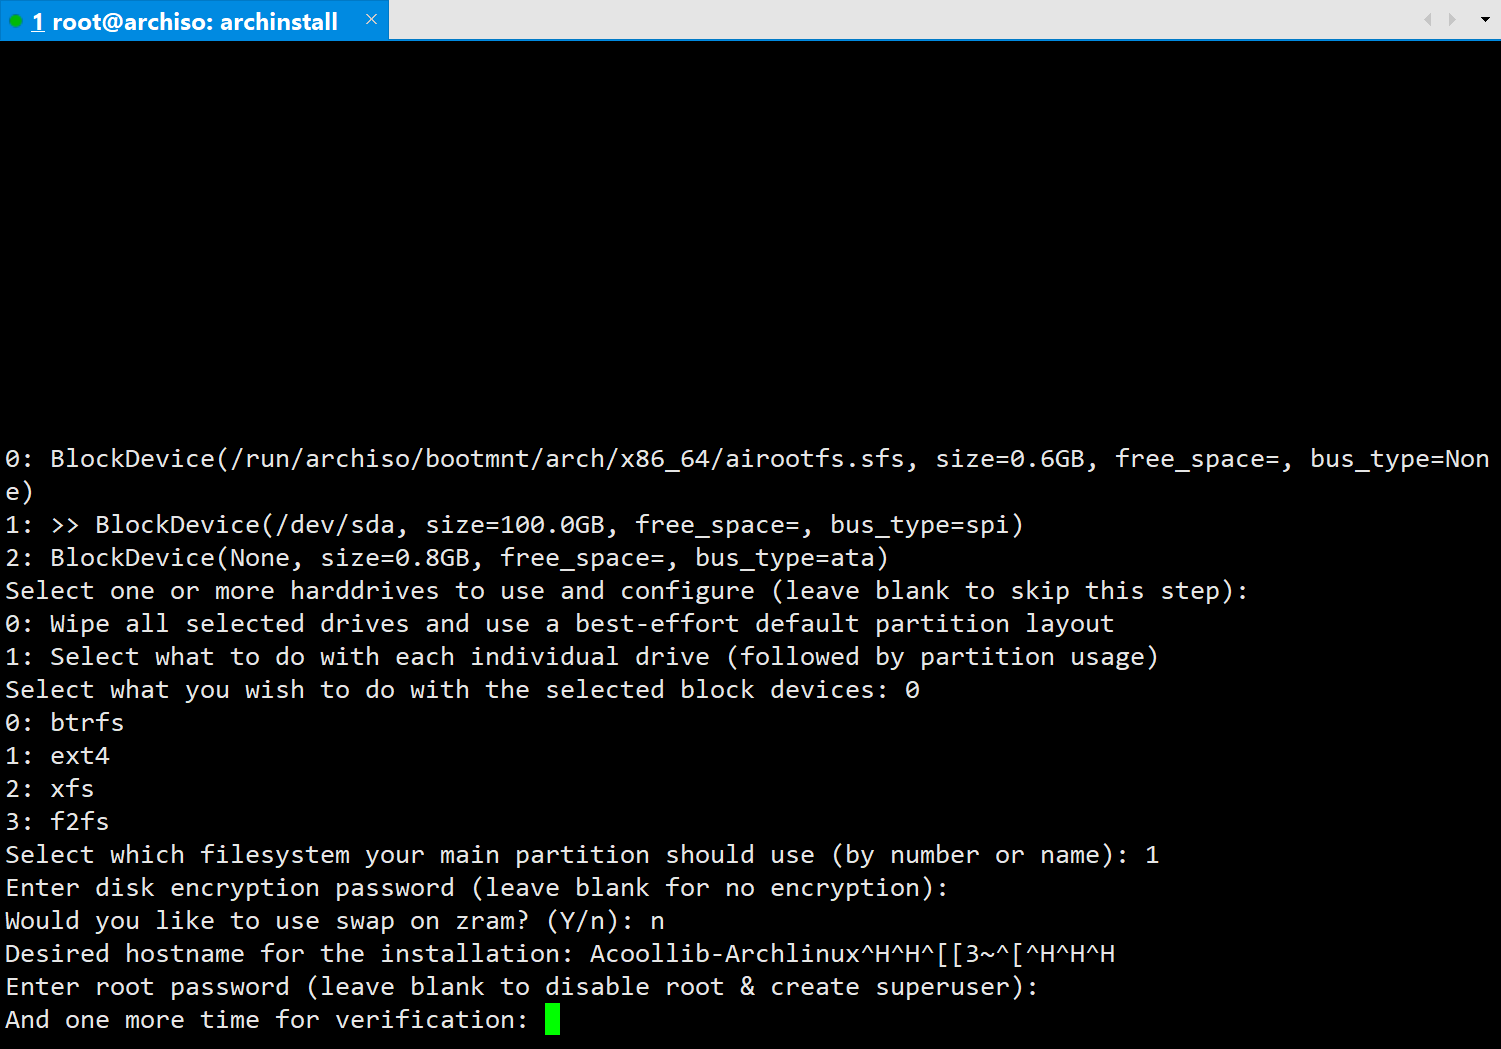 1 root@archiso: archinstall
0: BlockDevice(/run/archiso/bootmnt/arch/x86_64/airootfs.sfs, size=0.6GB, free_space=, bus_type=Non
e)
1: >> BlockDevice(/dev/sda, size=100.0GB, free_space=, bus_type=spi)
2: BlockDevice(None, size=0.8GB, free_space=, bus_type=ata)
Select one or more harddrives to use and configure (leave blank to skip this step):
0: Wipe all selected drives and use a best-effort default partition layout
1: Select what to do with each individual drive (followed by partition usage)
Select what you wish to do with the selected block devices: 0
0: btrfs
1: ext4
2: xfs
3: f2fs
Select which filesystem your main partition should use (by number or name): 1
Enter disk encryption password (leave blank for no encryption):
Would you like to use swap on zram? (Y/n): n
Desired hostname for the installation: Acoollib-Archlinux^H^H^[[3~^[^H^H^H
Enter root password (leave blank to disable root & create superuser):
And one more time for verification: